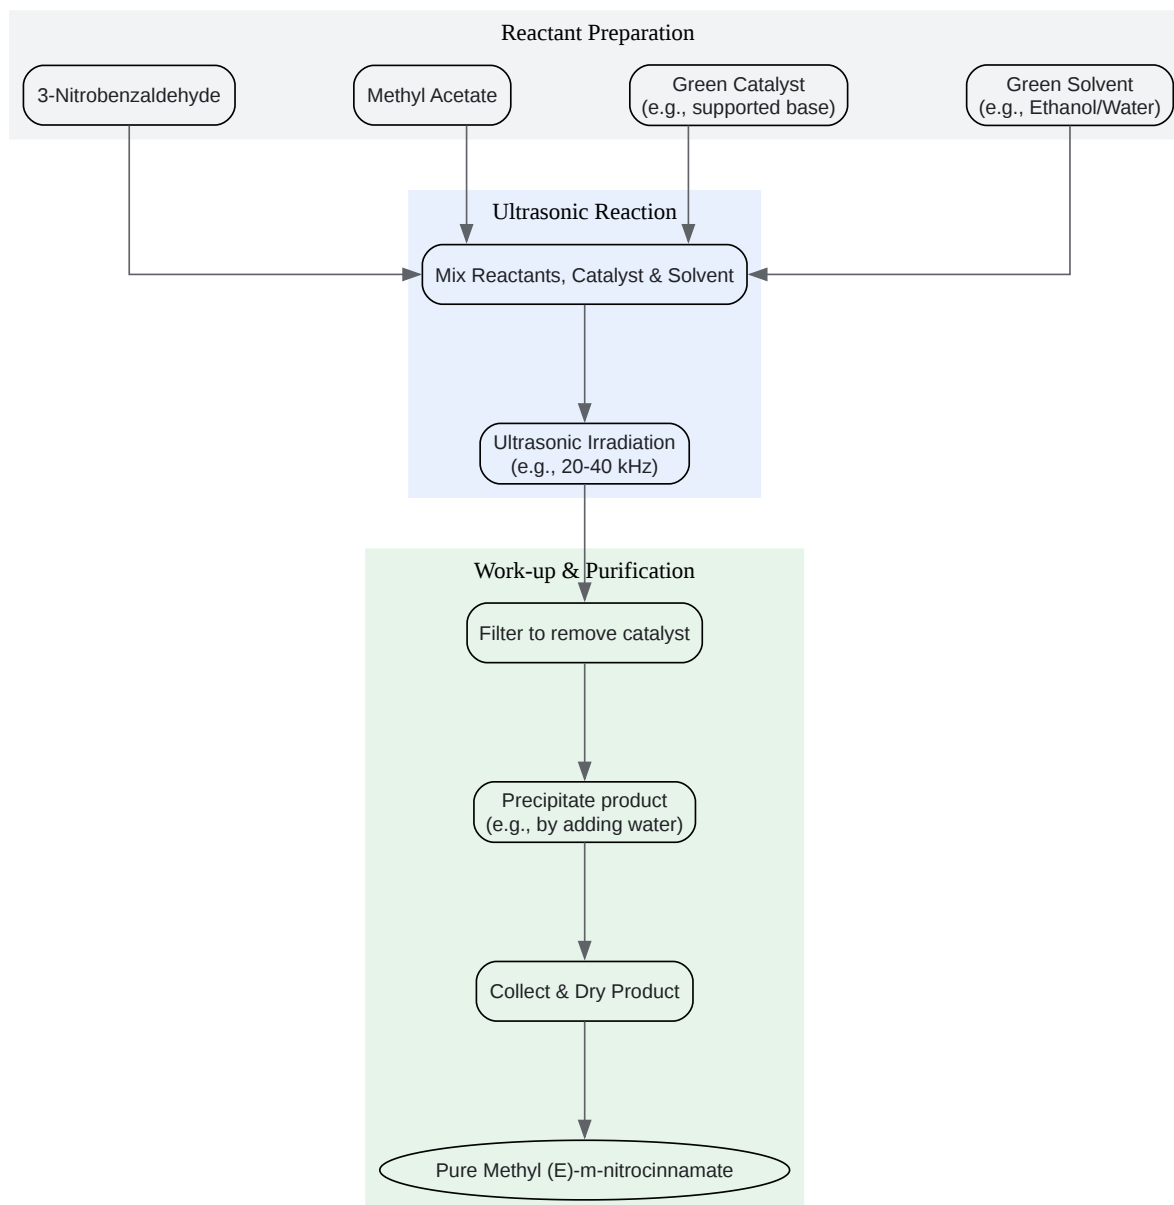 Reactant Preparation
3-Nitrobenzaldehyde
Methyl Acetate
Green Catalyst
(e.g., supported base)
Green Solvent
(e.g., Ethanol/Water)
Ultrasonic Reaction
Mix Reactants, Catalyst & Solvent
Ultrasonic Irradiation
(e.g., 20-40 kHz)
Work-up & Purification
Filter to remove catalyst
Precipitate product
(e.g., by adding water)
Collect & Dry Product
Pure Methyl (E)-m-nitrocinnamate